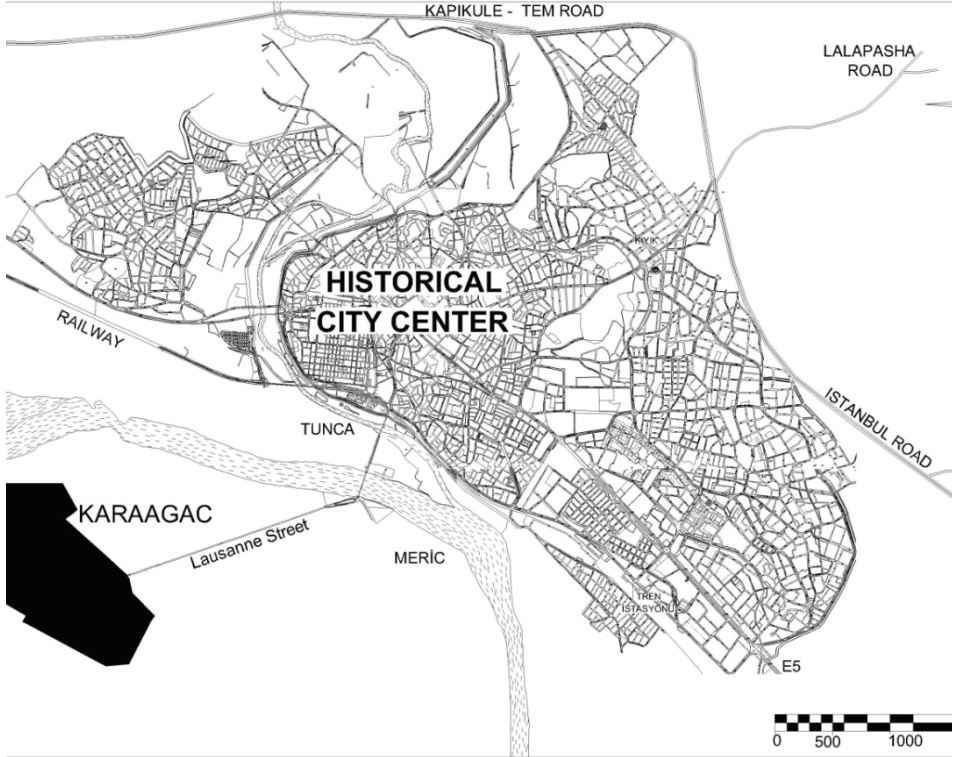 KAPIKULE - TEM ROAD
LALAPASHA
ROAD
KIYIK
HISTORICAL
CITY CENTER
RAILWAY
ISTANBUL ROAD
TUNCA
KARAAGAC
Lausanne Street
MERİC
TREN
İSTASYONU
E5
0 500 1000